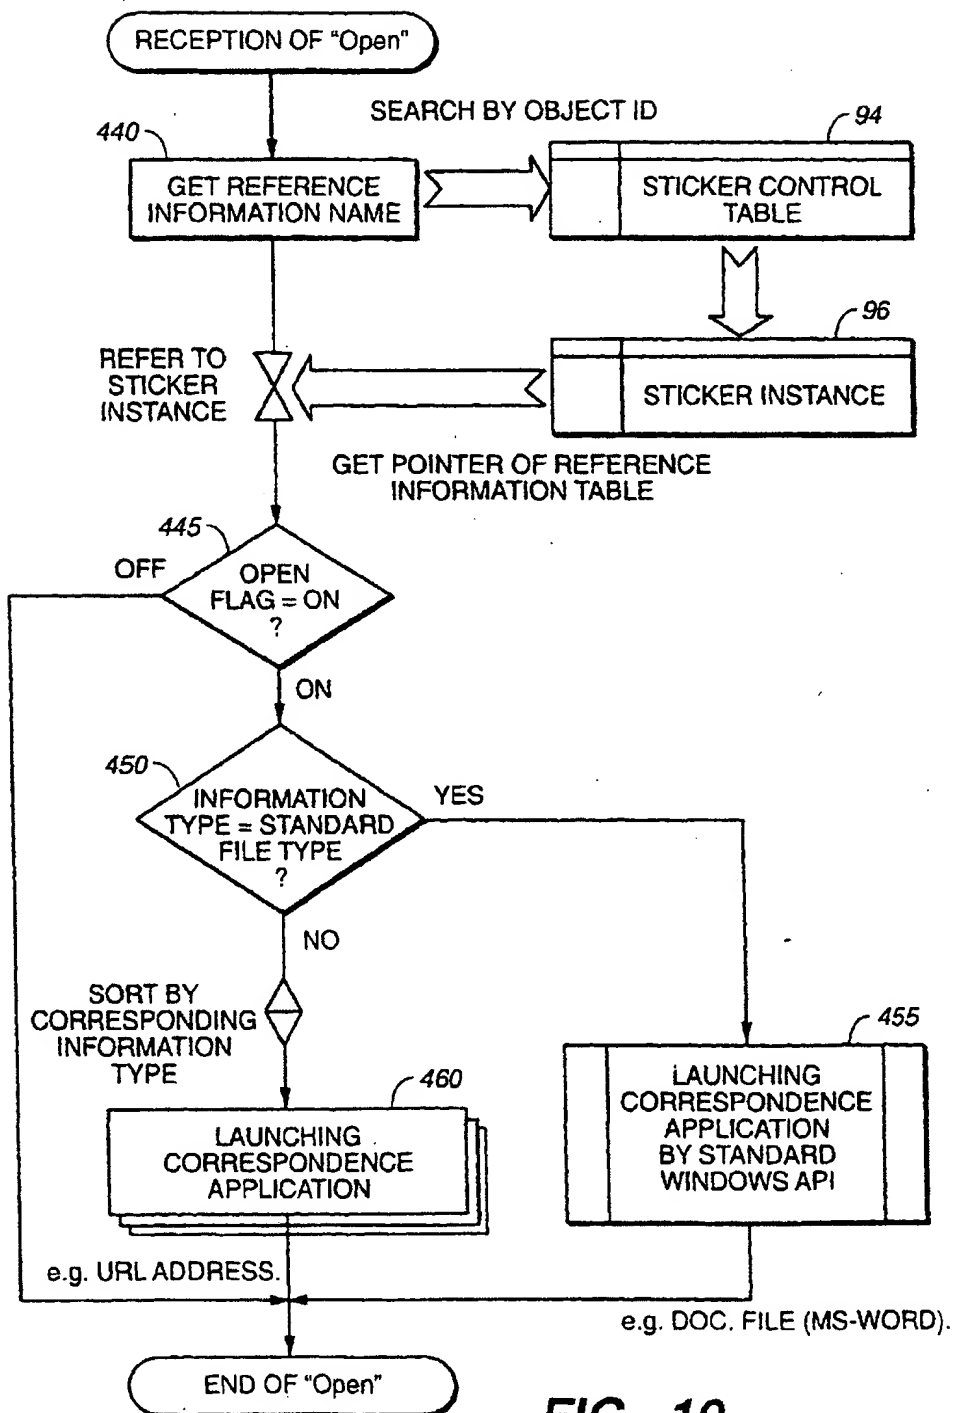 RECEPTION OF "Open"
SEARCH BY OBJECT ID
440
94
GET REFERENCE
INFORMATION NAME
STICKER CONTROL
TABLE
96
REFER TO
STICKER
INSTANCE
STICKER INSTANCE
GET POINTER OF REFERENCE
INFORMATION TABLE
445
OFF
OPEN
FLAG = ON
?
ON
450
INFORMATION
TYPE = STANDARD
FILE TYPE
?
YES
NO
SORT BY
CORRESPONDING
INFORMATION
TYPE
455
460
LAUNCHING
CORRESPONDENCE
APPLICATION
BY STANDARD
WINDOWS API
LAUNCHING
CORRESPONDENCE
APPLICATION
e.g. URL ADDRESS.
e.g. DOC. FILE (MS-WORD).
END OF "Open"